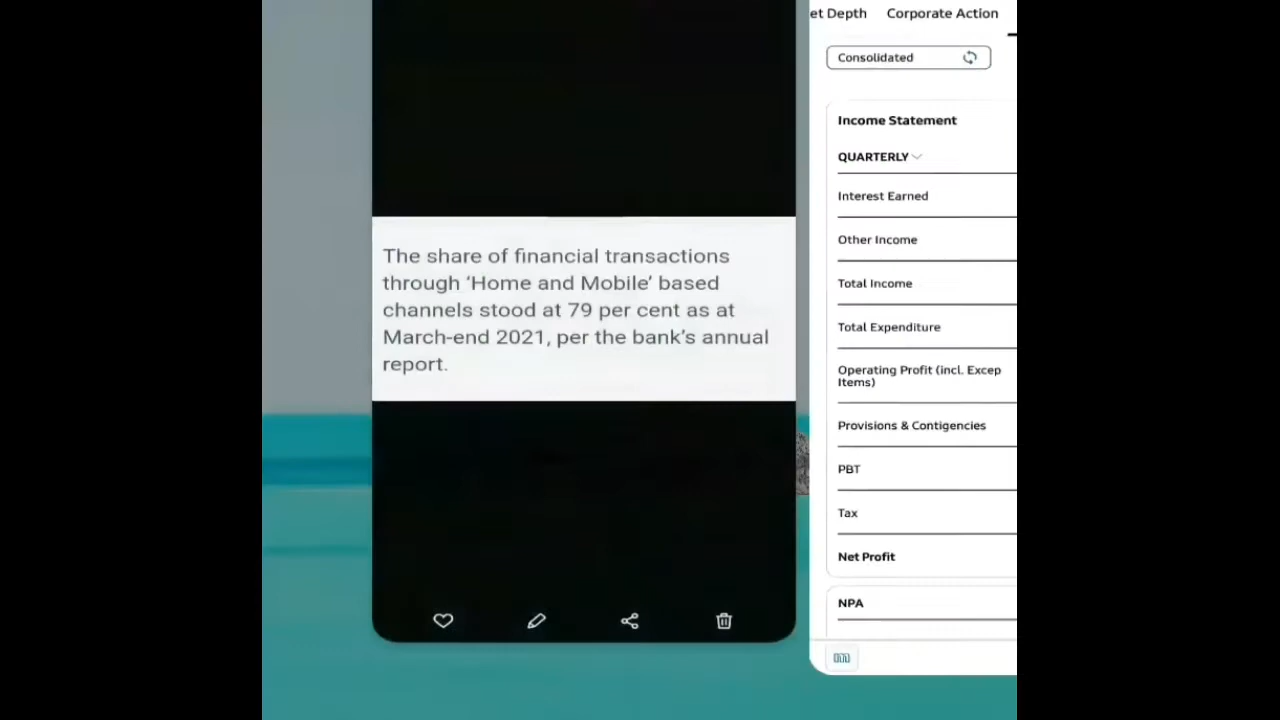 The share of financial transactions
through ‘Home and Mobile’ based
channels stood at 79 per cent as at
March-end 2021, per the bank’s annual
report.
et Depth Corporate Action
Consolidated
Income Statement
QUARTERLY
Interest Earned
Other Income
Total Income
Total Expenditure
Operating Profit (incl. Excep
Items)
Provisions & Contigencies
PBT
Tax
Net Profit
NPA